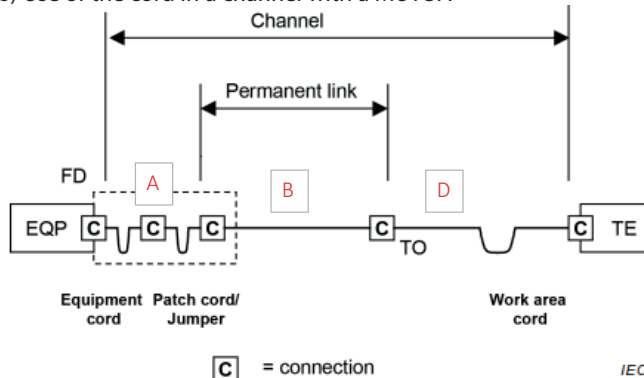 Use of the cord in a channel with a
Channel
Permanent link
FD
A
B
D
EQP C C C C C TE
TO
Equipment cord
Patch cord/ Jumper
Work area cord
C = connection
IEC